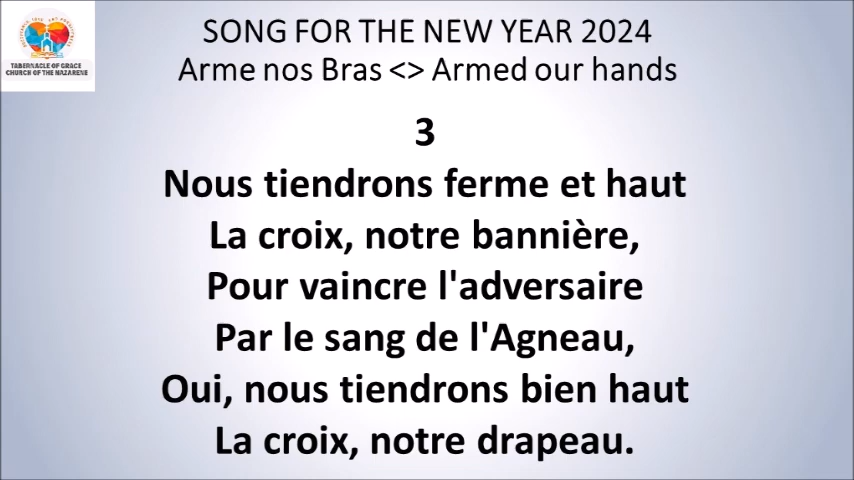 TABERNACLE OF GRACE
CHURCH OF THE NAZARENE
SONG FOR THE NEW YEAR 2024
Arme nos Bras <> Armed our hands
3
Nous tiendrons ferme et haut
La croix, notre bannière,
Pour vaincre l'adversaire
Par le sang de l'Agneau,
Oui, nous tiendrons bien haut
La croix, notre drapeau.